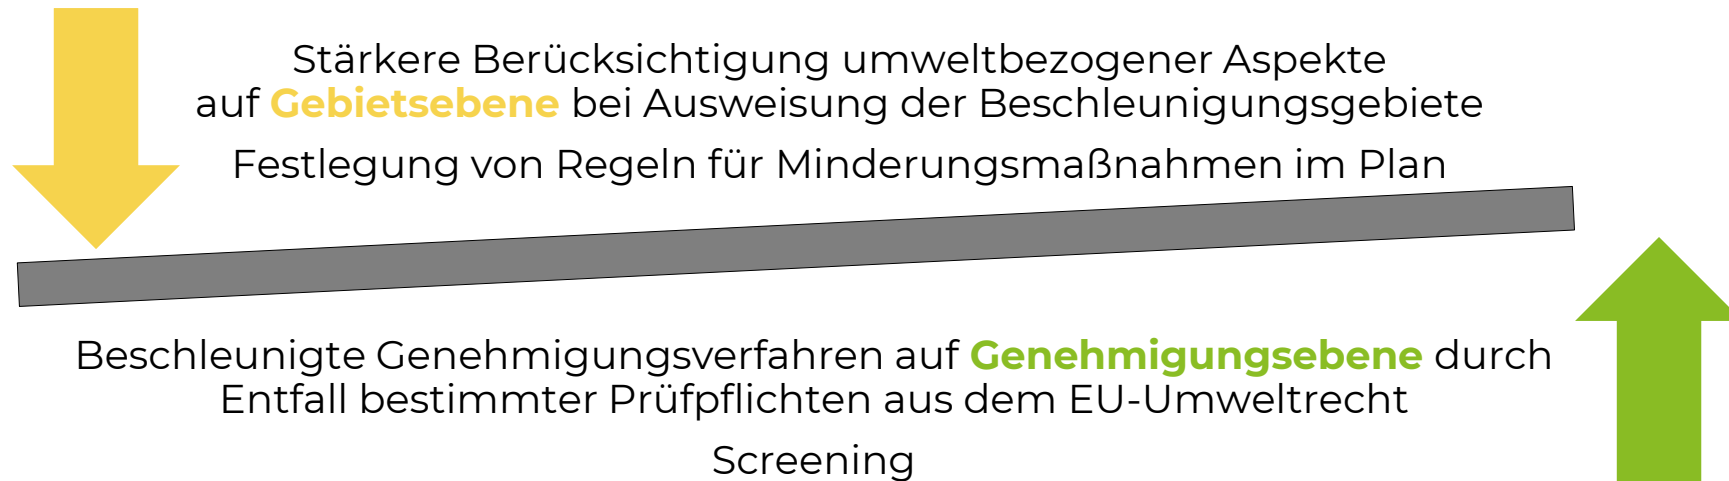 Stärkere Berücksichtigung umweltbezogener Aspekte
auf Gebietsebene bei Ausweisung der Beschleunigungsgebiete
Festlegung von Regeln für Minderungsmaßnahmen im Plan
Beschleunigte Genehmigungsverfahren auf Genehmigungsebene durch
Entfall bestimmter Prüfpflichten aus dem EU-Umweltrecht
Screening